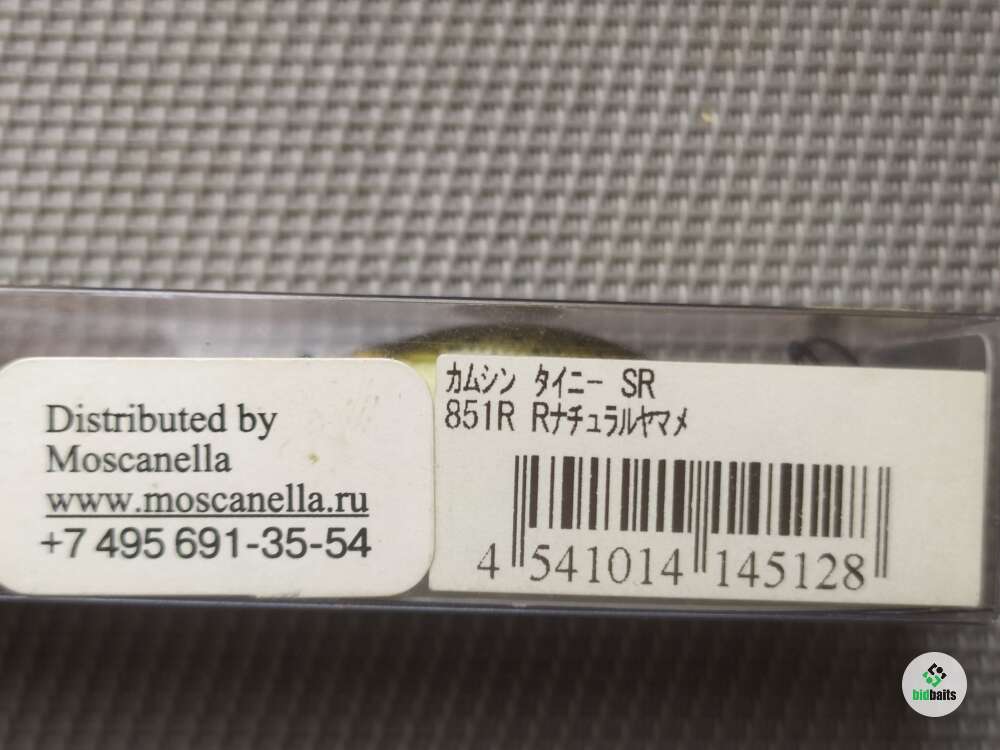 Distributed by
Moscanella
www.moscanella.ru
+7 495 691-35-54
カムシン タイニー SR
851R Rナチュラルヤマメ
4 541014 145128
bidbaits